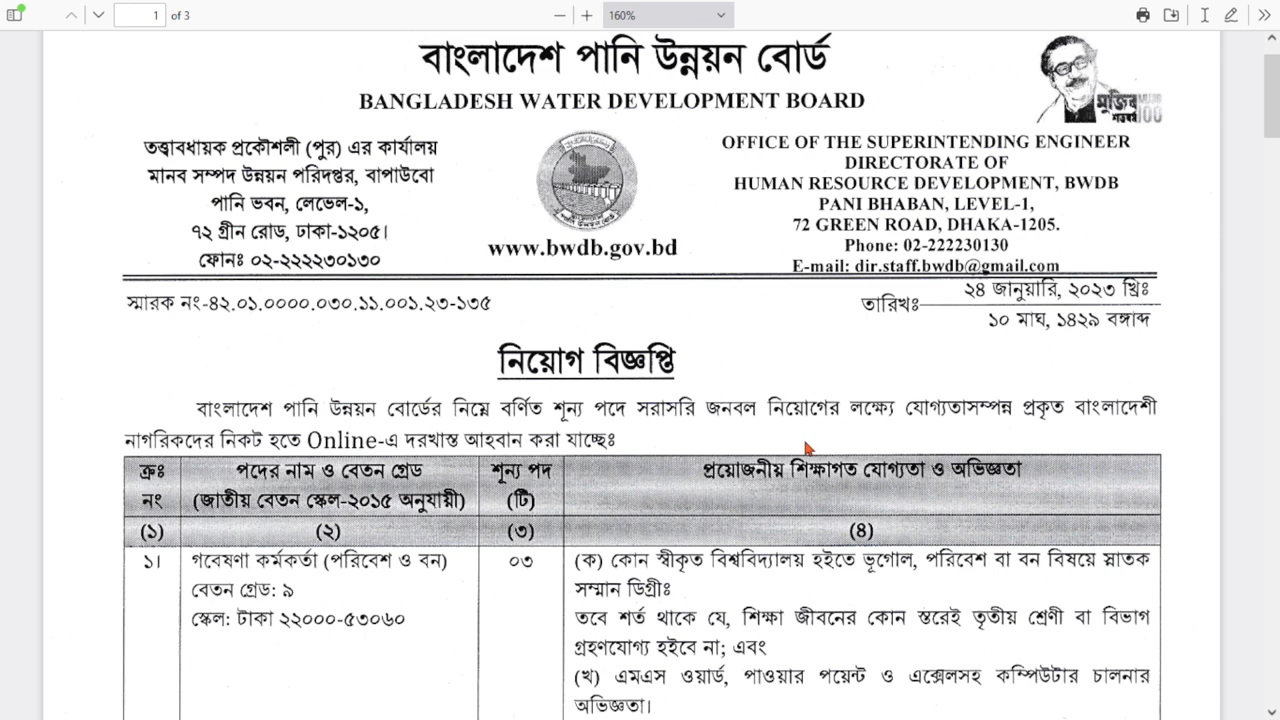 1 of 3
160%
বাংলাদেশ পানি উন্নয়ন বোর্ড
BANGLADESH WATER DEVELOPMENT BOARD
মুজিব
শতবর্ষ
100
তত্ত্বাবধায়ক প্রকৌশলী (পুর) এর কার্যালয়
মানব সম্পদ উন্নয়ন পরিদপ্তর, বাপাউবো
পানি ভবন, লেভেল-১,
৭২ গ্রীন রোড, ঢাকা-১২০৫।
ফোনঃ ০২-২২২২৩০১৩০
www.bwdb.gov.bd
OFFICE OF THE SUPERINTENDING ENGINEER
DIRECTORATE OF
HUMAN RESOURCE DEVELOPMENT, BWDB
PANI BHABAN, LEVEL-1,
72 GREEN ROAD, DHAKA-1205.
Phone: 02-222230130
E-mail: dir.staff.bwdb@gmail.com
স্মারক নং-৪২.০১.০০০০.০৩০.১১.০০১.২৩-১৩৫
তারিখঃ
২৪ জানুয়ারি, ২০২৩ খ্রিঃ
১০ মাঘ, ১৪২৯ বঙ্গাব্দ
নিয়োগ বিজ্ঞপ্তি
বাংলাদেশ পানি উন্নয়ন বোর্ডের নিম্নে বর্ণিত শূন্য পদে সরাসরি জনবল নিয়োগের লক্ষ্যে যোগ্যতাসম্পন্ন প্রকৃত বাংলাদেশী
নাগরিকদের নিকট হতে Online-এ দরখাস্ত আহবান করা যাচ্ছেঃ
ক্রঃ নং
পদের নাম ও বেতন গ্রেড
(জাতীয় বেতন স্কেল-২০১৫ অনুযায়ী)
শূন্য পদ
(টি)
প্রয়োজনীয় শিক্ষাগত যোগ্যতা ও অভিজ্ঞতা
(১) (২) (৩) (৪)
১। গবেষণা কর্মকর্তা (পরিবেশ ও বন)
বেতন গ্রেড: ৯
স্কেল: টাকা ২২০০০-৫৩০৬০
০৩
(ক) কোন স্বীকৃত বিশ্ববিদ্যালয় হইতে ভূগোল, পরিবেশ বা বন বিষয়ে স্নাতক
সম্মান ডিগ্রীঃ
তবে শর্ত থাকে যে, শিক্ষা জীবনের কোন স্তরেই তৃতীয় শ্রেণী বা বিভাগ
গ্রহণযোগ্য হইবে না; এবং
(খ) এমএস ওয়ার্ড, পাওয়ার পয়েন্ট ও এক্সেলসহ কম্পিউটার চালনার
অভিজ্ঞতা।